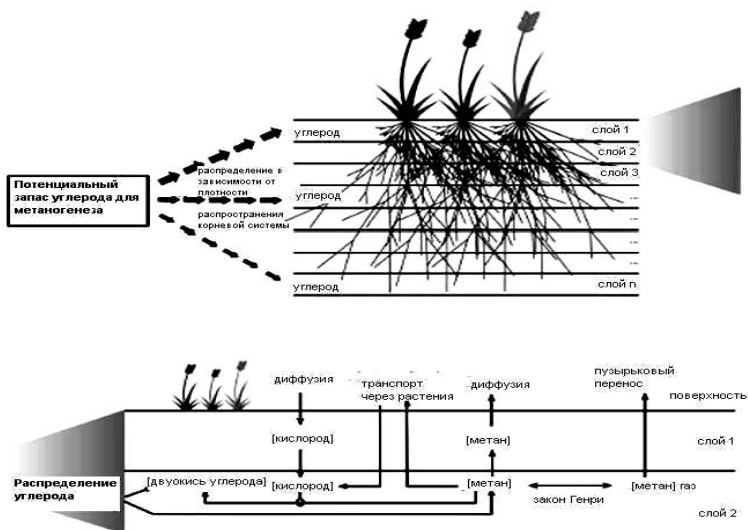 углерод
слой 1
слой 2
слой 3
распределение в
зависимости от
плотности
Потенциальный
запас углерода для
метаногенеза
углерод
...
распространения
корневой системы
...
...
...
углерод
слой n
диффузия
транспорт
через растения
диффузия
пузырьковый
перенос
поверхность
[кислород]
[метан]
слой 1
Распределение
углерода
[двуокись углерода]
[кислород]
[метан]
закон Генри
[метан] газ
слой 2